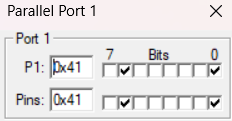 Parallel Port 1
Port 1
7 Bits 0
P1: 0x41
Pins: 0x41